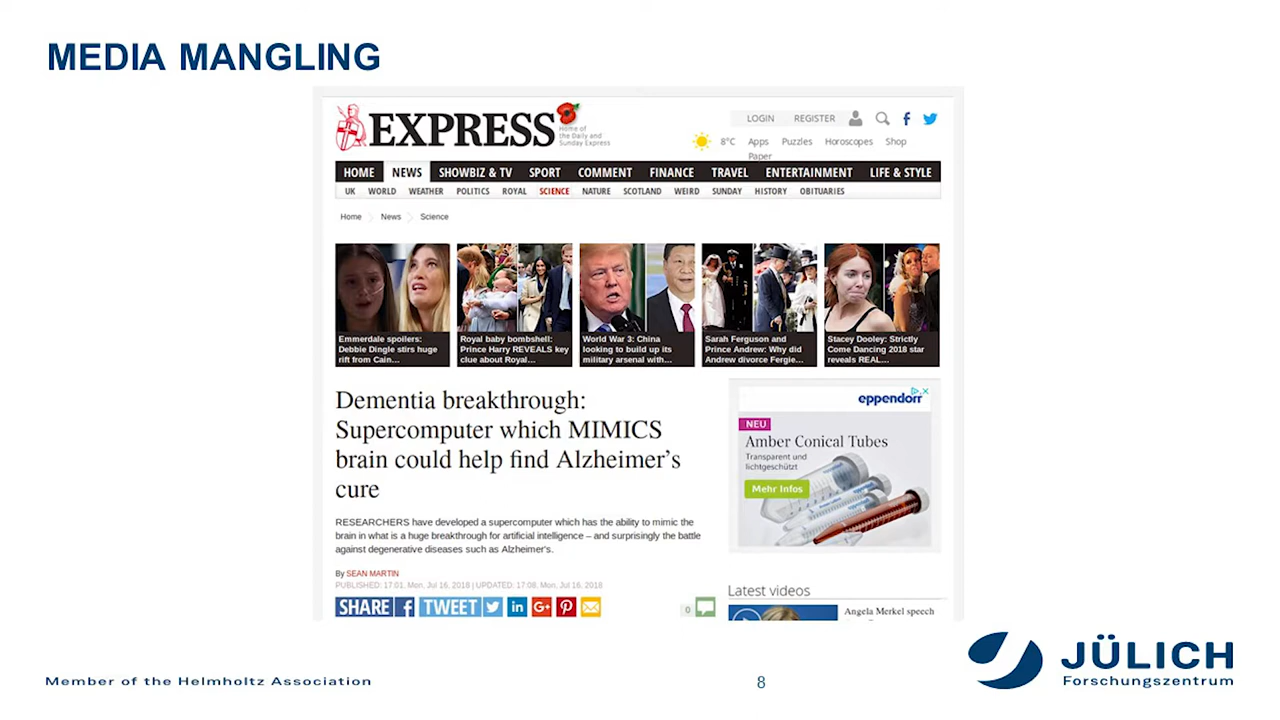 MEDIA MANGLING
EXPRESS
Home of
the Daily and
Sunday Express
LOGIN REGISTER
8°C Apps Puzzles Horoscopes Shop
Paper
HOME NEWS SHOWBIZ & TV SPORT COMMENT FINANCE TRAVEL ENTERTAINMENT LIFE & STYLE
UK WORLD WEATHER POLITICS ROYAL SCIENCE NATURE SCOTLAND WEIRD SUNDAY HISTORY OBITUARIES
Home News Science
Emmerdale spoilers:
Debbie Dingle stirs huge
rift from Cain...
Royal baby bombshell:
Prince Harry REVEALS key
clue about Royal...
World War 3: China
looking to build up its
military arsenal with...
Sarah Ferguson and
Prince Andrew: Why did
Andrew divorce Fergie...
Stacey Dooley: Strictly
Come Dancing 2018 star
reveals REAL...
Dementia breakthrough:
Supercomputer which MIMICS
brain could help find Alzheimer's
cure
RESEARCHERS have developed a supercomputer which has the ability to mimic the
brain in what is a huge breakthrough for artificial intelligence – and surprisingly the battle
against degenerative diseases such as Alzheimer's.
By SEAN MARTIN
PUBLISHED: 17:01, Mon, Jul 16, 2018 | UPDATED: 17:08, Mon, Jul 16, 2018
SHARE f TWEET in G+ 0
eppendorf
NEU
Amber Conical Tubes
Transparent und
lichtgeschützt
Mehr Infos
Latest videos
Angela Merkel speech
Member of the Helmholtz Association
8
JÜLICH
Forschungszentrum